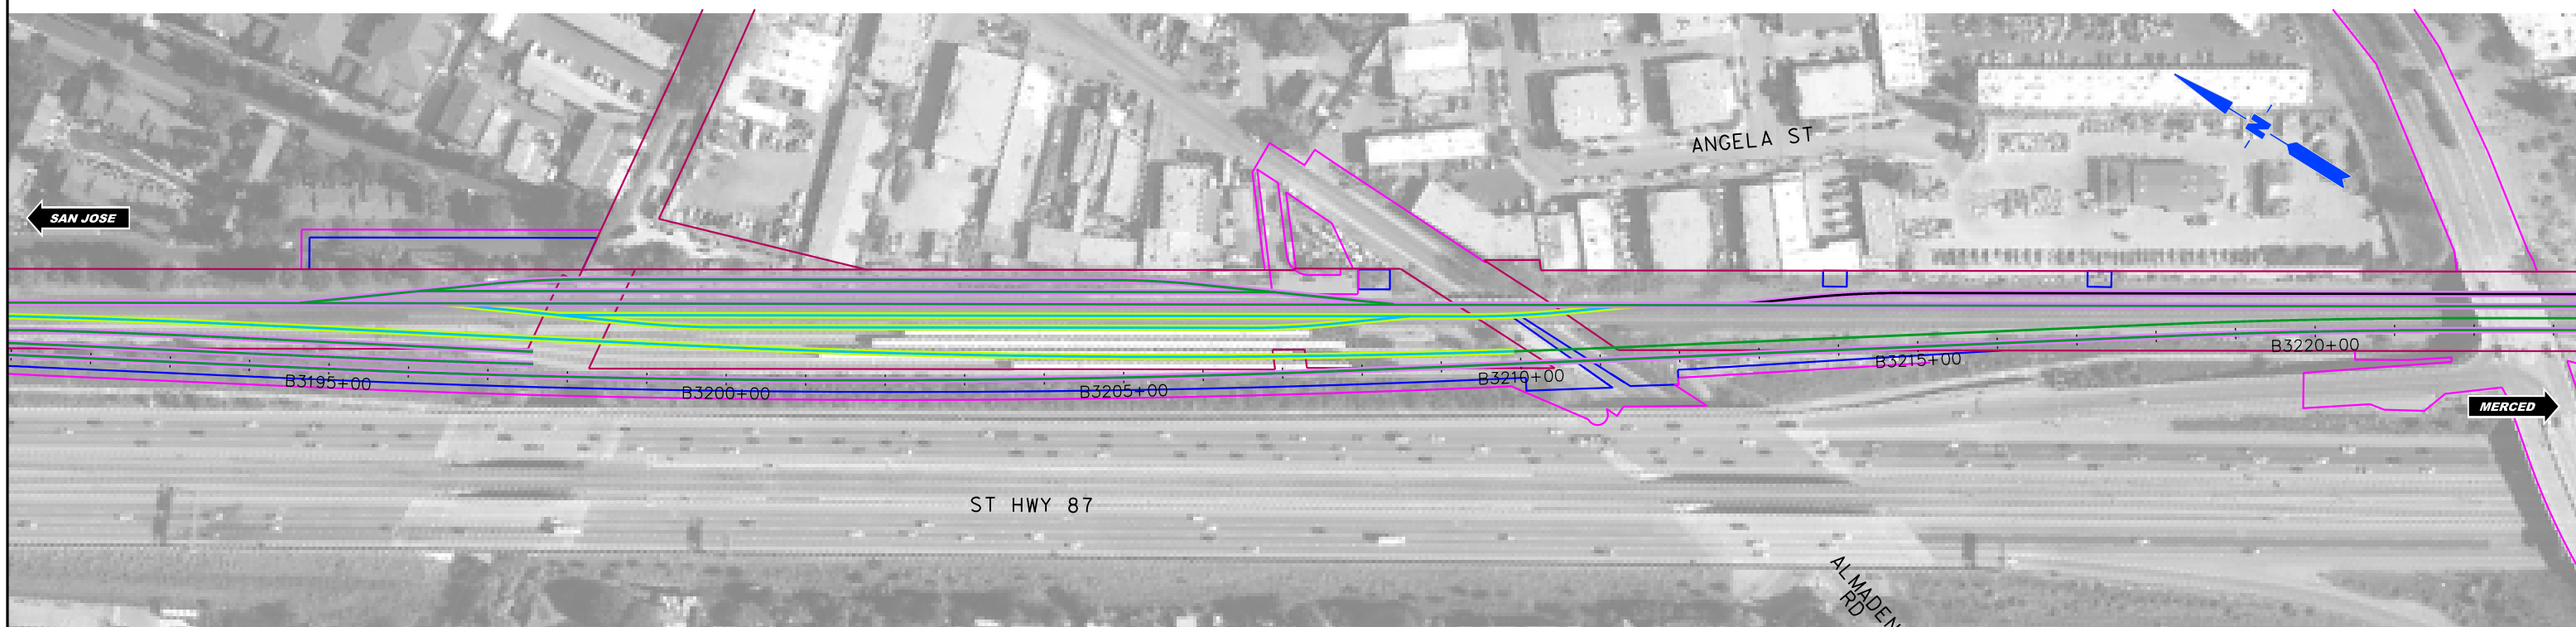 ANGELA ST
N
SAN JOSE
B3195+00
B3200+00
B3205+00
B3210+00
B3215+00
B3220+00
MERCED
ST HWY 87
ALMADEN
RD